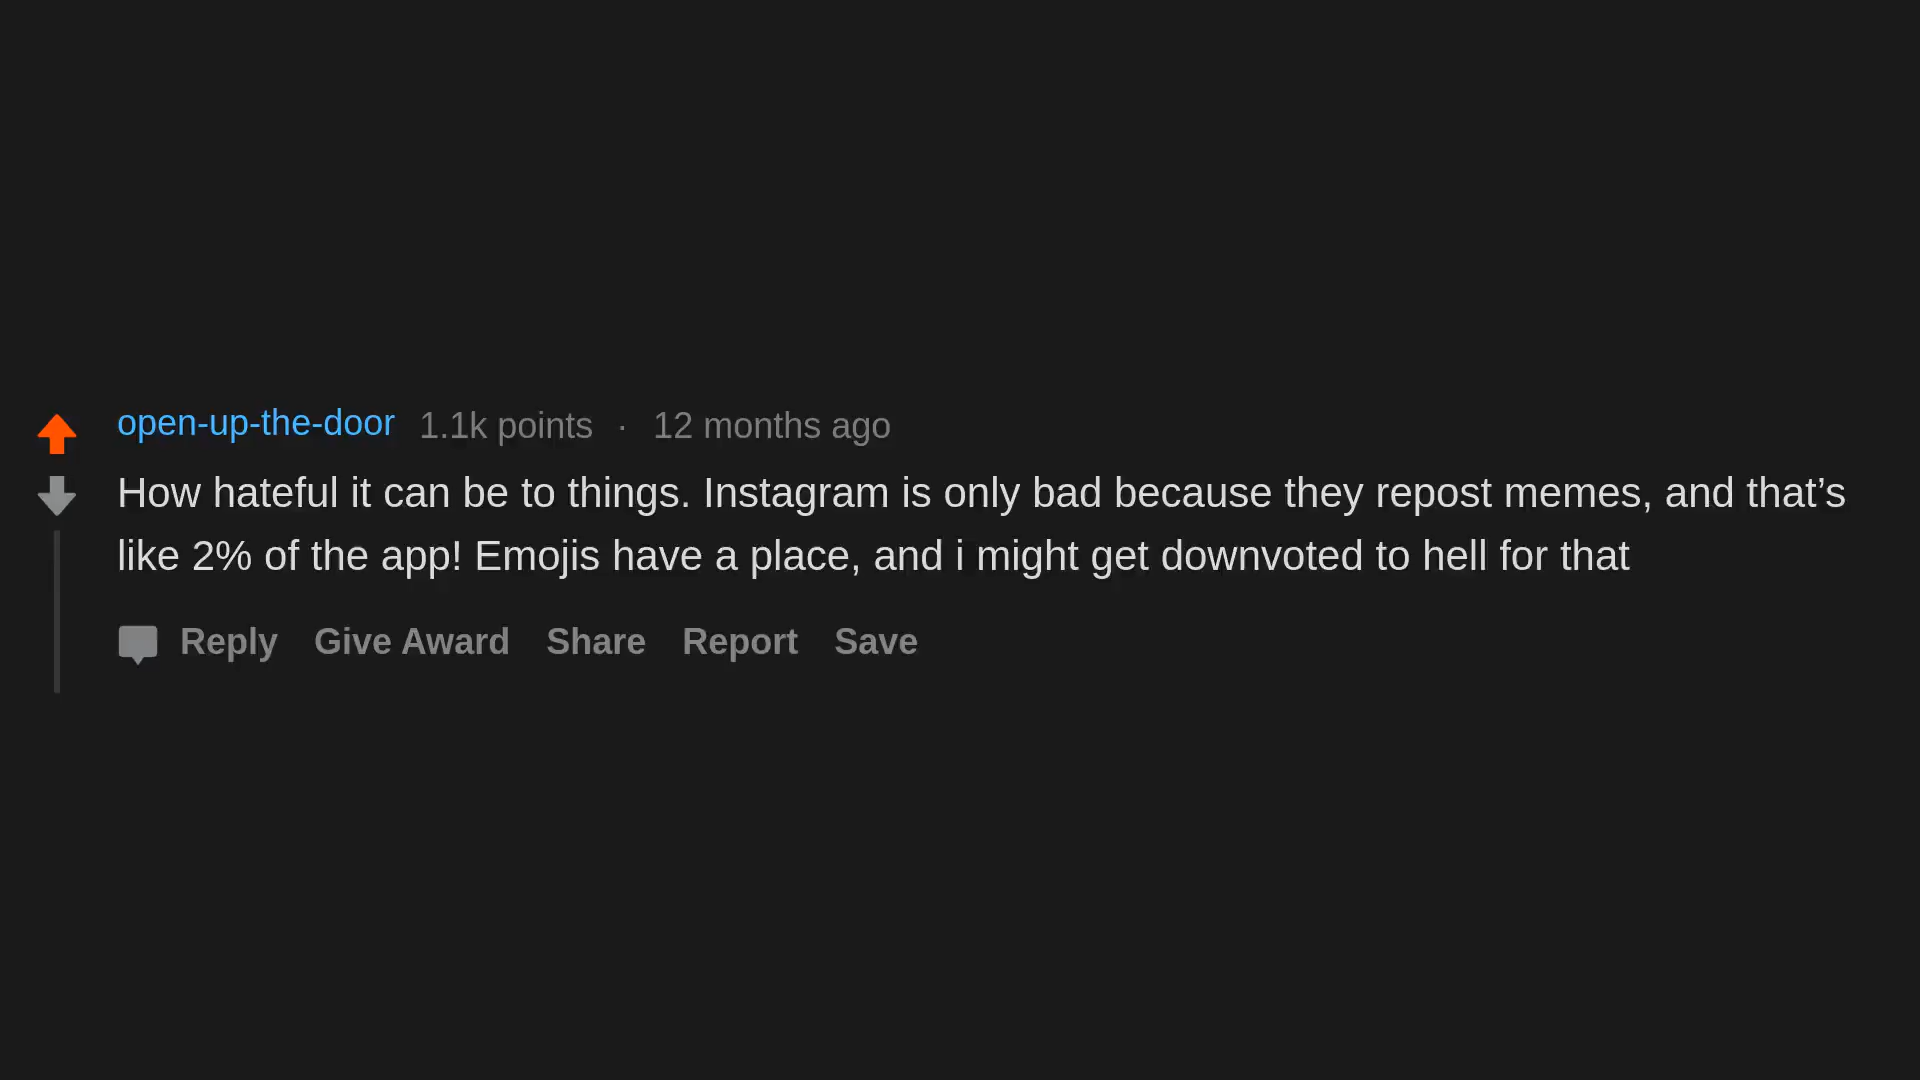 open-up-the-door 1.1k points · 12 months ago
How hateful it can be to things. Instagram is only bad because they repost memes, and that’s
like 2% of the app! Emojis have a place, and i might get downvoted to hell for that
Reply Give Award Share Report Save